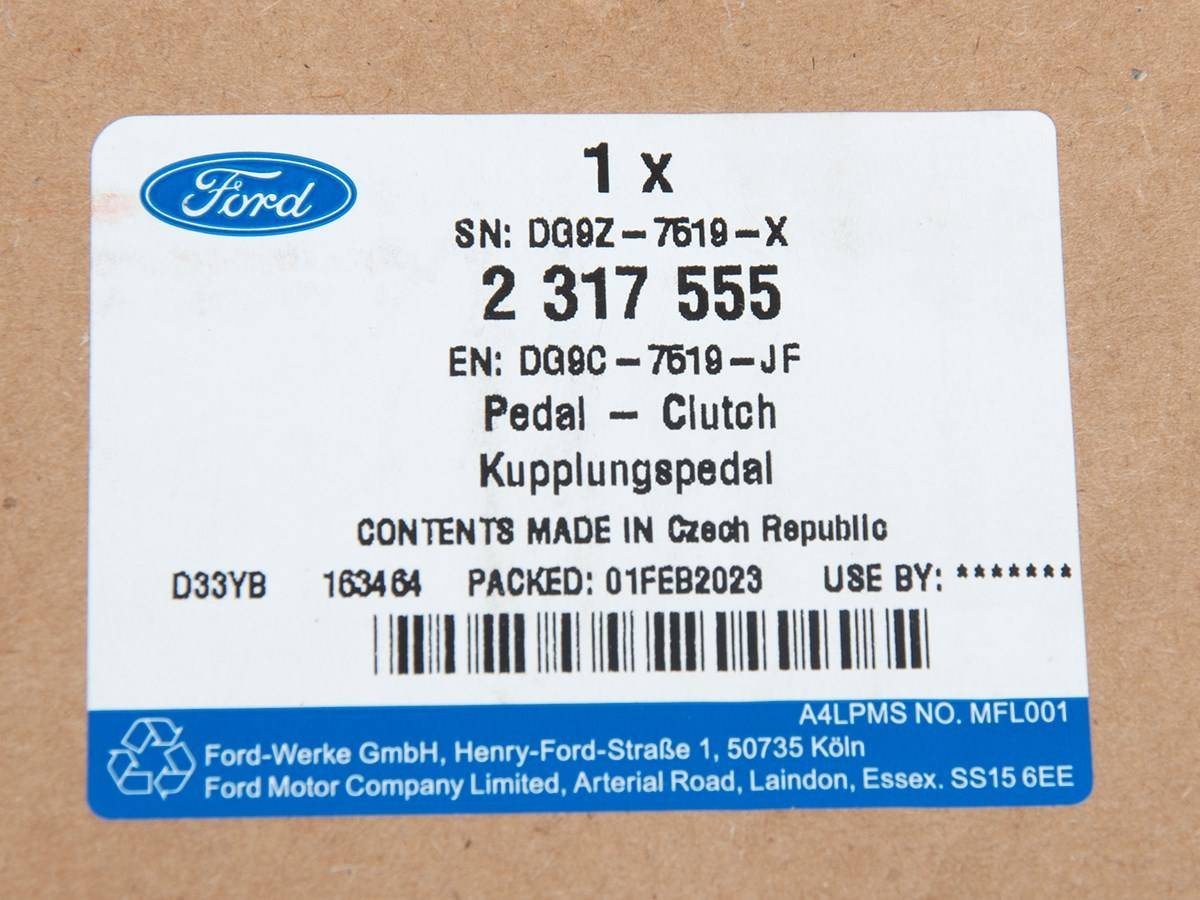 Ford
1 x
SN: DG9Z-7519-X
2 317 555
EN: DG9C-7519-JF
Pedal - Clutch
Kupplungspedal
CONTENTS MADE IN Czech Republic
D33YB 163464 PACKED: 01FEB2023 USE BY: *******
A4LPMS NO. MFL001
Ford-Werke GmbH, Henry-Ford-Straße 1, 50735 Köln
Ford Motor Company Limited, Arterial Road, Laindon, Essex. SS15 6EE